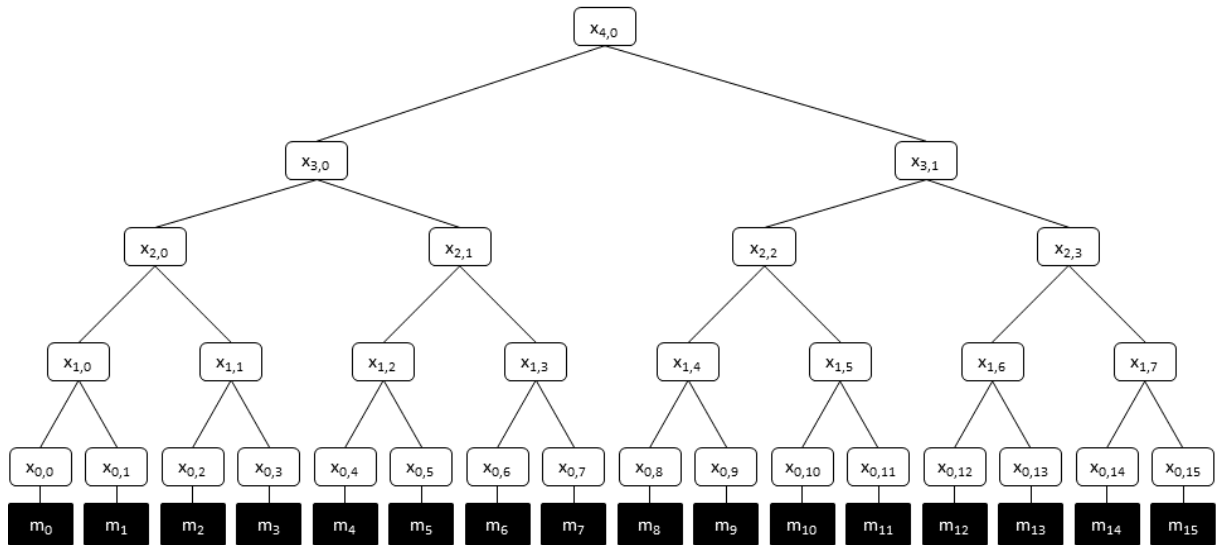 x4,0
x3,0 x3,1
x2,0 x2,1 x2,2 x2,3
x1,0 x1,1 x1,2 x1,3 x1,4 x1,5 x1,6 x1,7
x0,0 x0,1 x0,2 x0,3 x0,4 x0,5 x0,6 x0,7 x0,8 x0,9 x0,10 x0,11 x0,12 x0,13 x0,14 x0,15
m0 m1 m2 m3 m4 m5 m6 m7 m8 m9 m10 m11 m12 m13 m14 m15